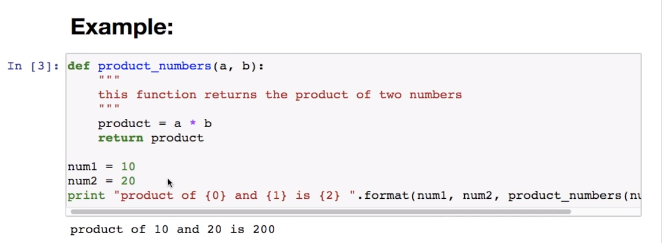 Example:
In [3]: def product_numbers(a, b):
"""
this function returns the product of two numbers
"""
product = a * b
return product
num1 = 10
num2 = 20
print "product of {0} and {1} is {2} ".format(num1, num2, product_numbers(nu
product of 10 and 20 is 200